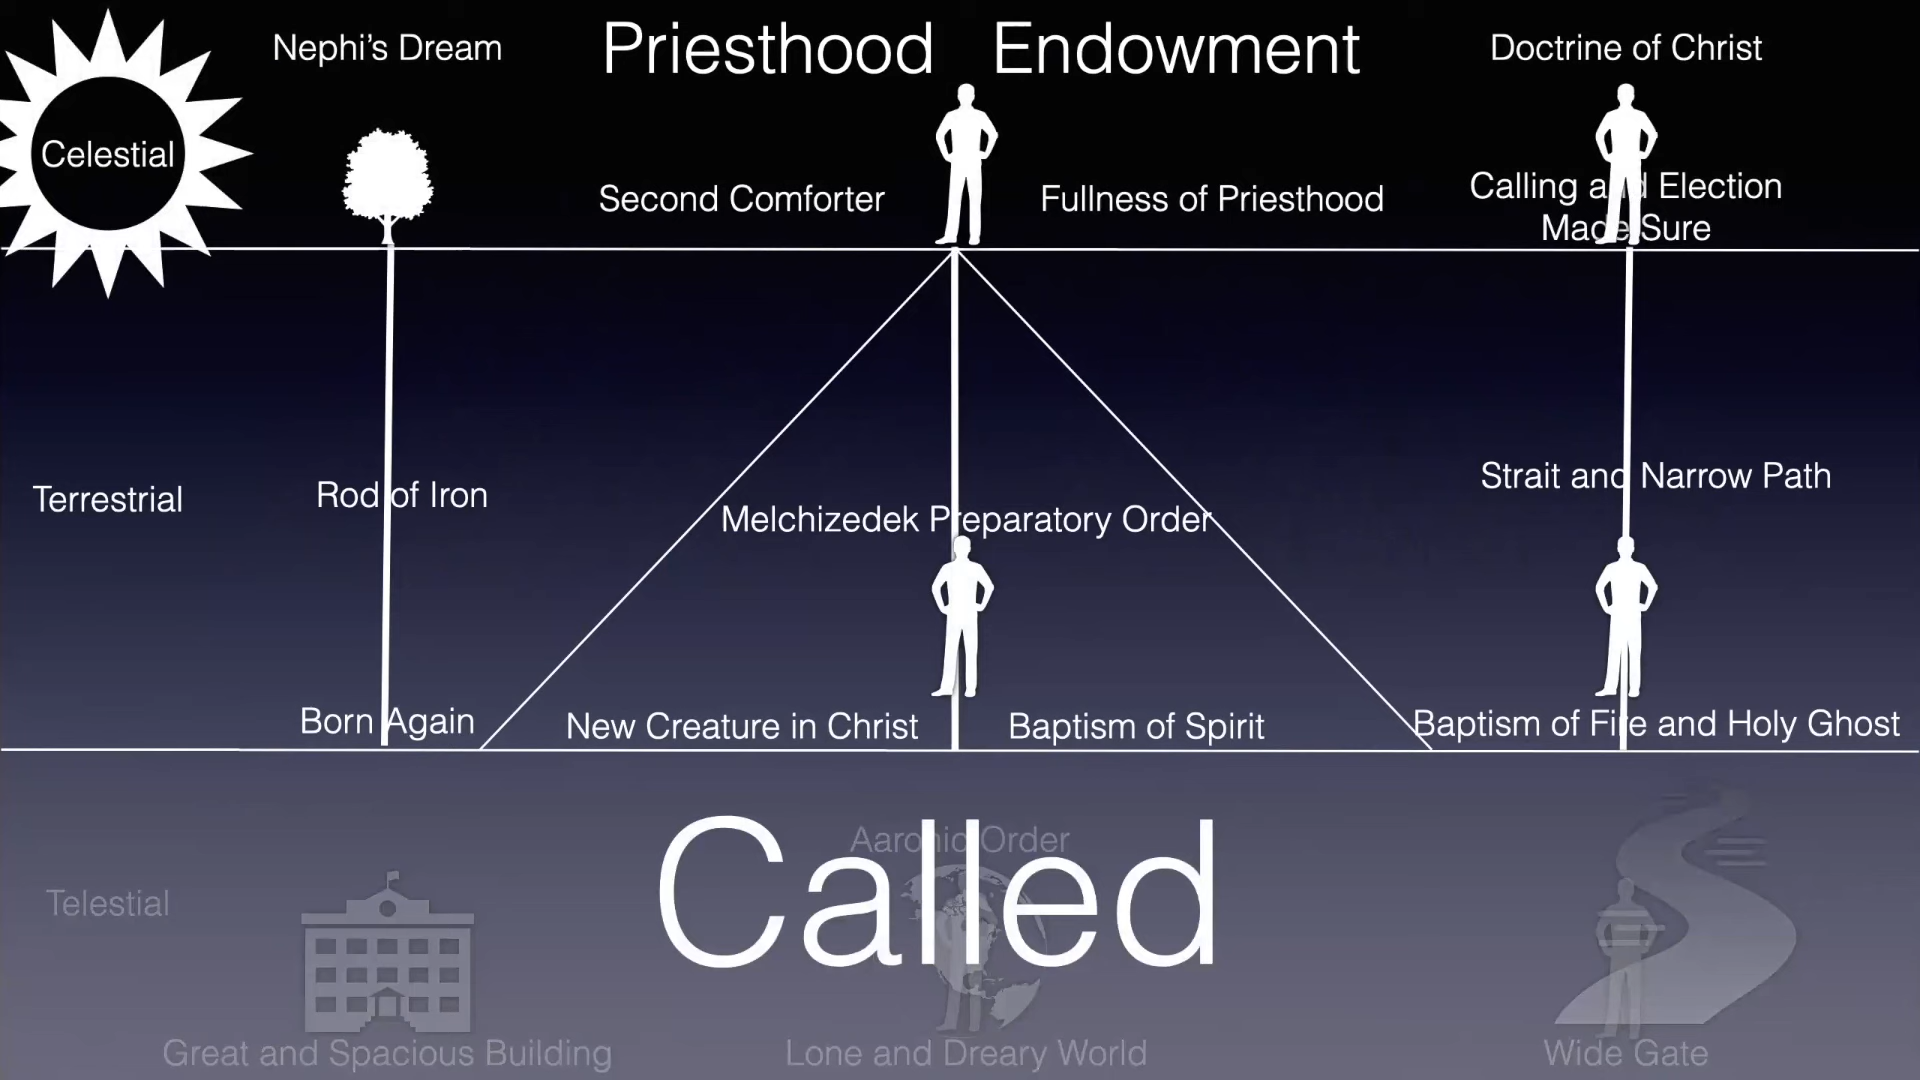 Nephi's Dream
Priesthood Endowment
Doctrine of Christ
Celestial
Second Comforter
Fullness of Priesthood
Calling and Election
Made Sure
Terrestrial
Rod of Iron
Melchizedek Preparatory Order
Strait and Narrow Path
Born Again
New Creature in Christ
Baptism of Spirit
Baptism of Fire and Holy Ghost
Aaronic Order
Called
Telestial
Great and Spacious Building
Lone and Dreary World
Wide Gate